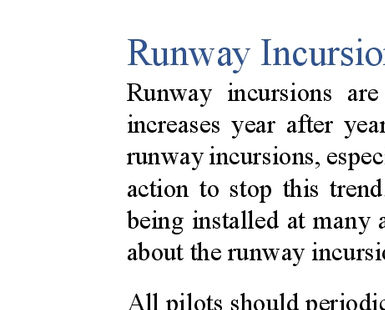 Runway Incursio
Runway incursions are
increases year after year
runway incursions, espec
action to stop this trend
being installed at many a
about the runway incursi
All pilots should periodic